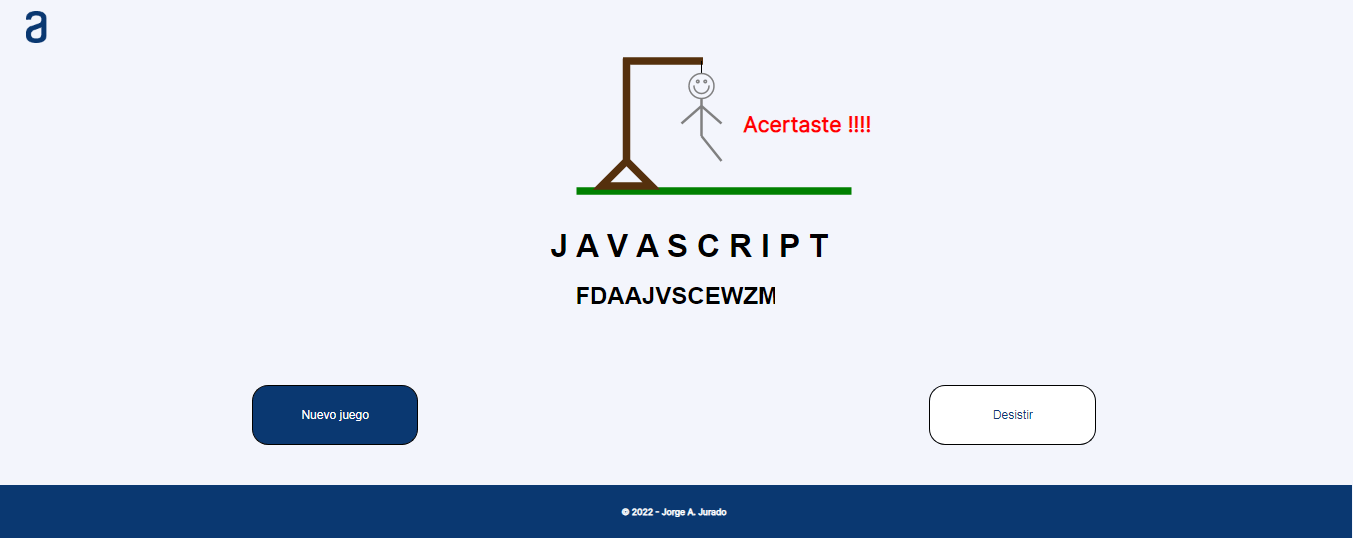 a
Acertaste !!!!
J A V A S C R I P T
FDAAJVSCEWZM
Nuevo juego
Desistir
© 2022 - Jorge A. Jurado